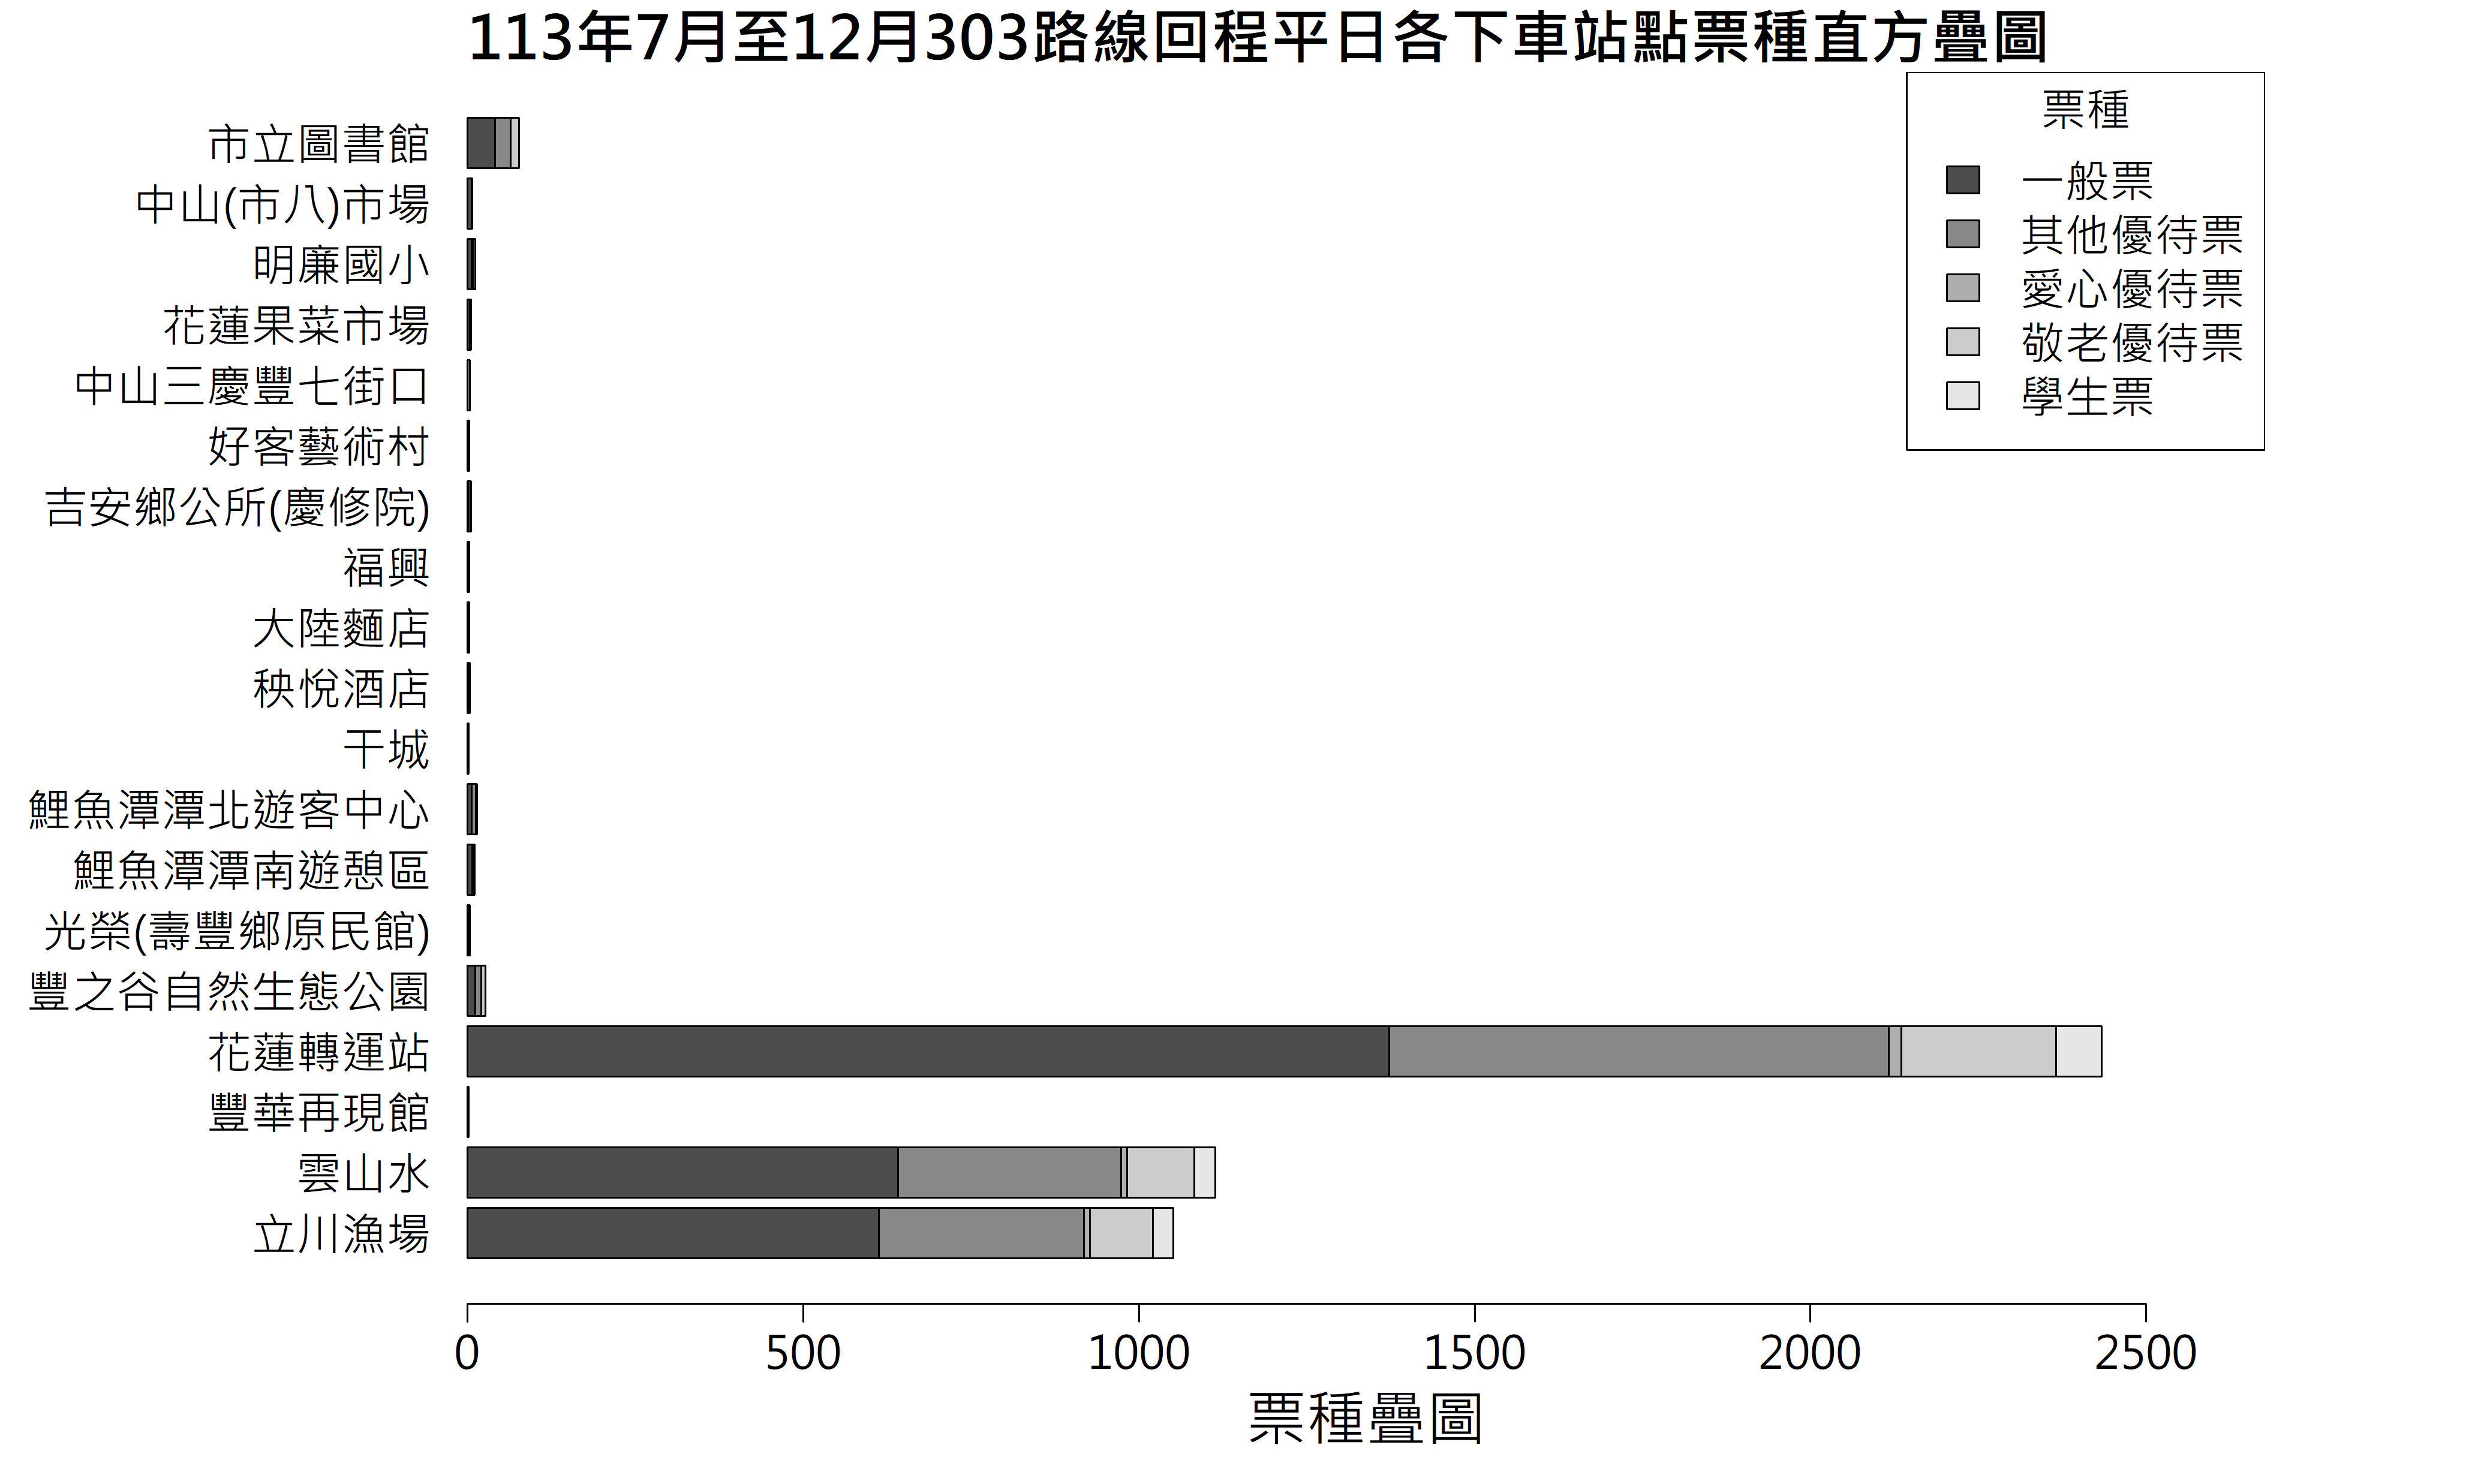 113年7月至12月303路線回程平日各下車站點票種直方疊圖
票種
一般票
其他優待票
愛心優待票
敬老優待票
學生票
市立圖書館
中山(市八)市場
明廉國小
花蓮果菜市場
中山三慶豐七街口
好客藝術村
吉安鄉公所(慶修院)
福興
大陸麵店
秧悅酒店
干城
鯉魚潭潭北遊客中心
鯉魚潭潭南遊憩區
光榮(壽豐鄉原民館)
豐之谷自然生態公園
花蓮轉運站
豐華再現館
雲山水
立川漁場
0 500 1000 1500 2000 2500
票種疊圖